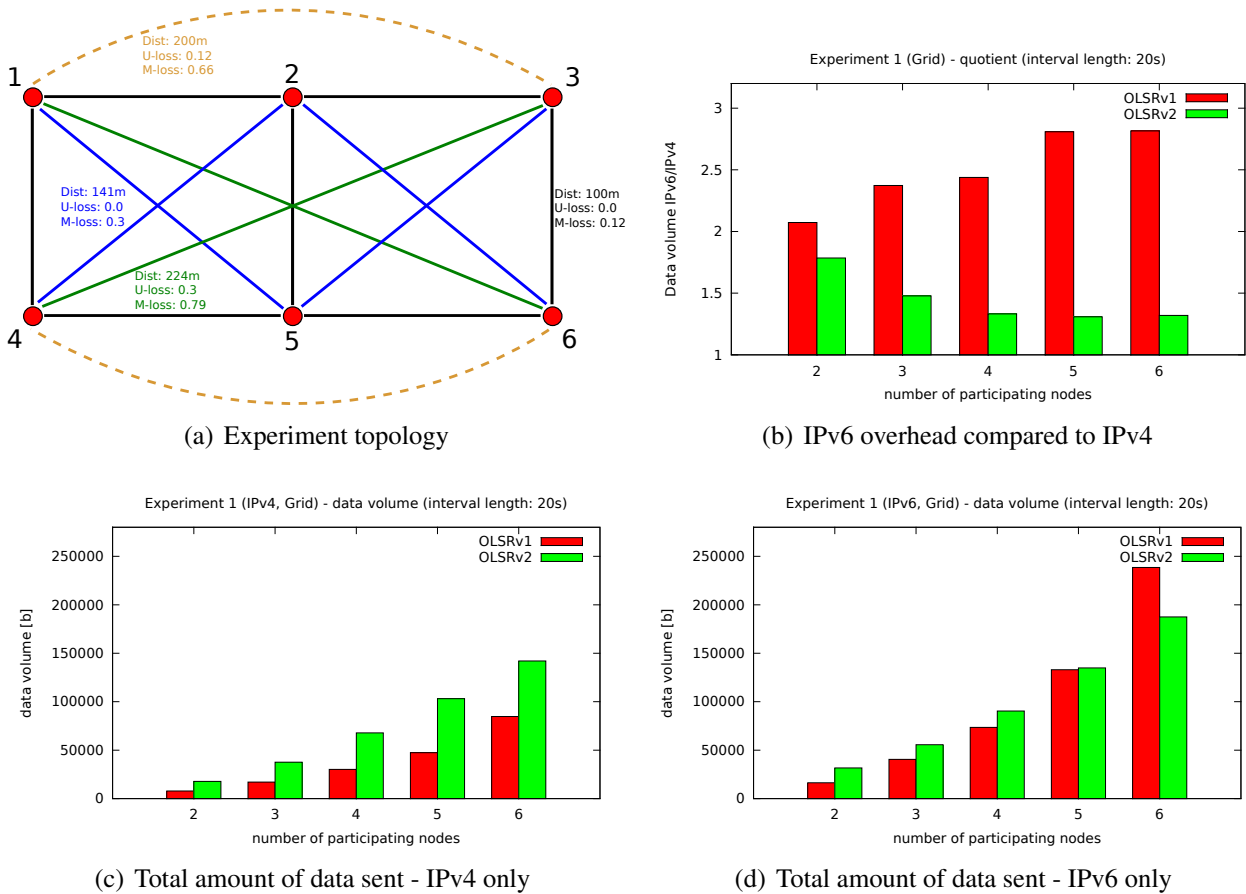 Dist: 200m
U-loss: 0.12
M-loss: 0.66
1
2
3
Dist: 141m
U-loss: 0.0
M-loss: 0.3
Dist: 100m
U-loss: 0.0
M-loss: 0.12
Dist: 224m
U-loss: 0.3
M-loss: 0.79
4
5
6
(a) Experiment topology
Experiment 1 (Grid) - quotient (interval length: 20s)
OLSRv1
OLSRv2
Data volume IPv6/IPv4
3
2.5
2
1.5
1
2 3 4 5 6
number of participating nodes
(b) IPv6 overhead compared to IPv4
Experiment 1 (IPv4, Grid) - data volume (interval length: 20s)
OLSRv1
OLSRv2
data volume [b]
250000
200000
150000
100000
50000
0
2 3 4 5 6
number of participating nodes
(c) Total amount of data sent - IPv4 only
Experiment 1 (IPv6, Grid) - data volume (interval length: 20s)
OLSRv1
OLSRv2
data volume [b]
250000
200000
150000
100000
50000
0
2 3 4 5 6
number of participating nodes
(d) Total amount of data sent - IPv6 only